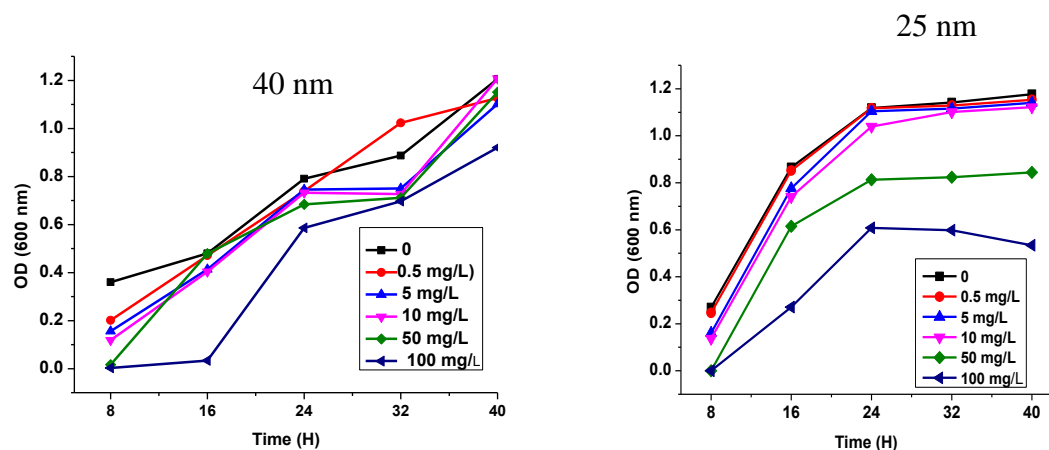 40 nm
OD (600 nm)
1.2
1.0
0.8
0.6
0.4
0.2
0.0
0
0.5 mg/L)
5 mg/L
10 mg/L
50 mg/L
100 mg/L
8 16 24 32 40
Time (H)
25 nm
OD (600 nm)
1.2
1.0
0.8
0.6
0.4
0.2
0.0
0
0.5 mg/L
5 mg/L
10 mg/L
50 mg/L
100 mg/L
8 16 24 32 40
Time (H)